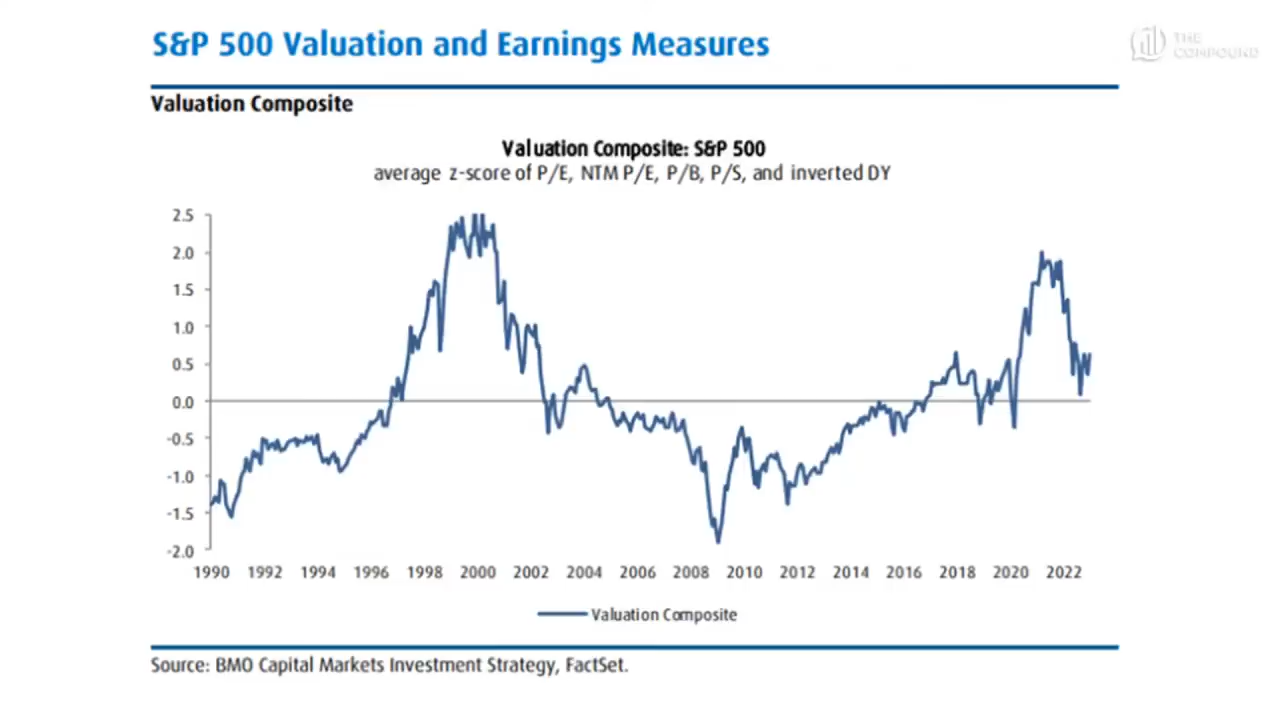 S&P 500 Valuation and Earnings Measures
THE
COMPOUND
Valuation Composite
Valuation Composite: S&P 500
average z-score of P/E, NTM P/E, P/B, P/S, and inverted DY
2.5
2.0
1.5
1.0
0.5
0.0
-0.5
-1.0
-1.5
-2.0
1990 1992 1994 1996 1998 2000 2002 2004 2006 2008 2010 2012 2014 2016 2018 2020 2022
Valuation Composite
Source: BMO Capital Markets Investment Strategy, FactSet.